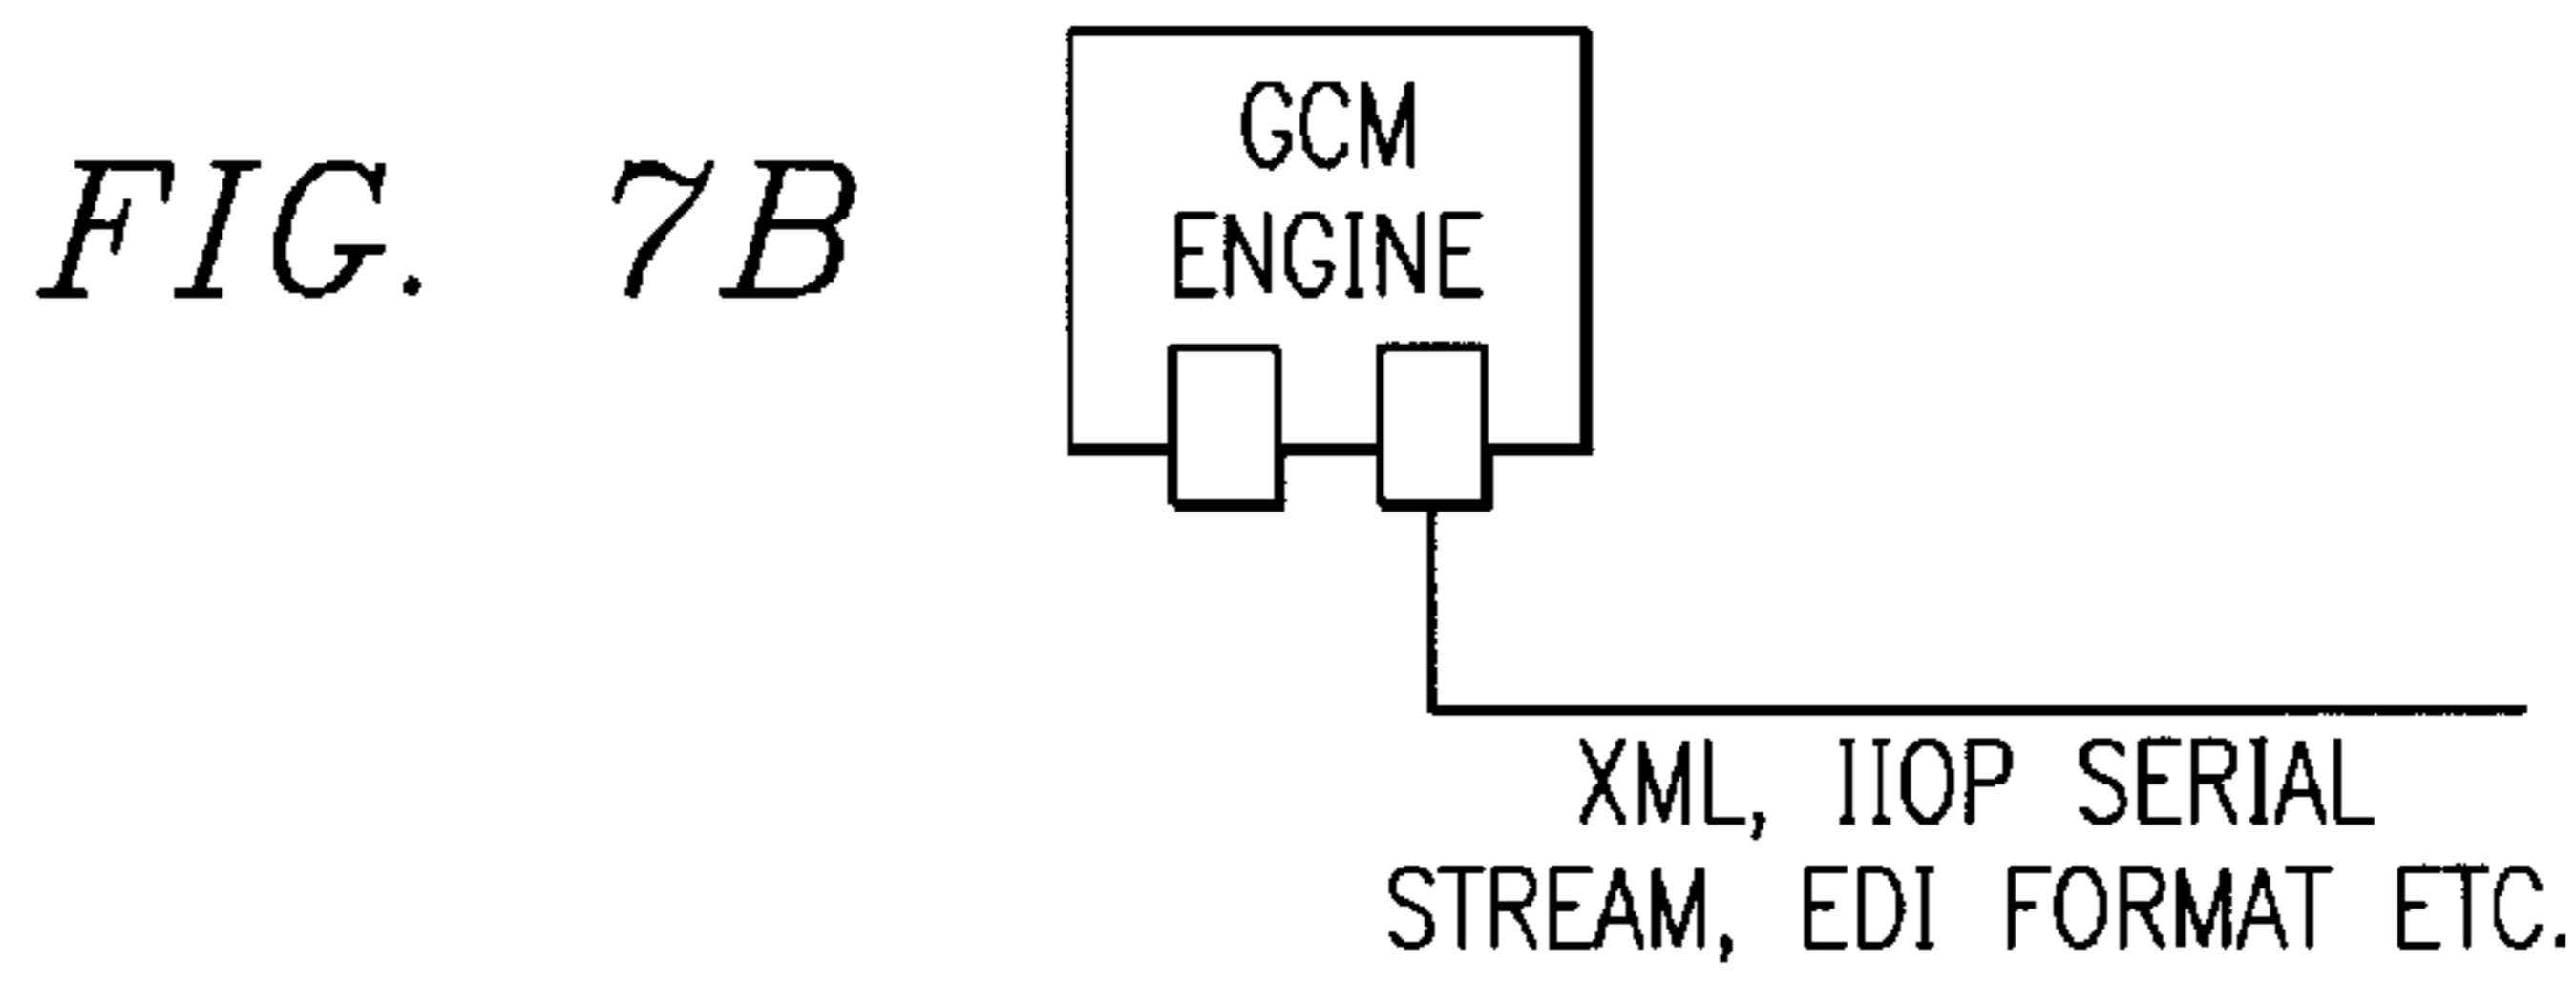 FIG. 7B
GCM
ENGINE
XML, IIOP SERIAL
STREAM, EDI FORMAT ETC.